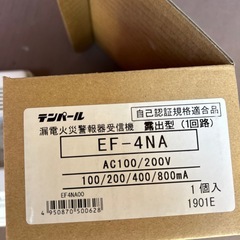 テンパール
自己認証規格適合品
漏電火災警報器受信機 露出型(1回路)
EF-4NA
AC100/200V
100/200/400/800mA
EF4NA00
1個入
4 950870 500628
1901E